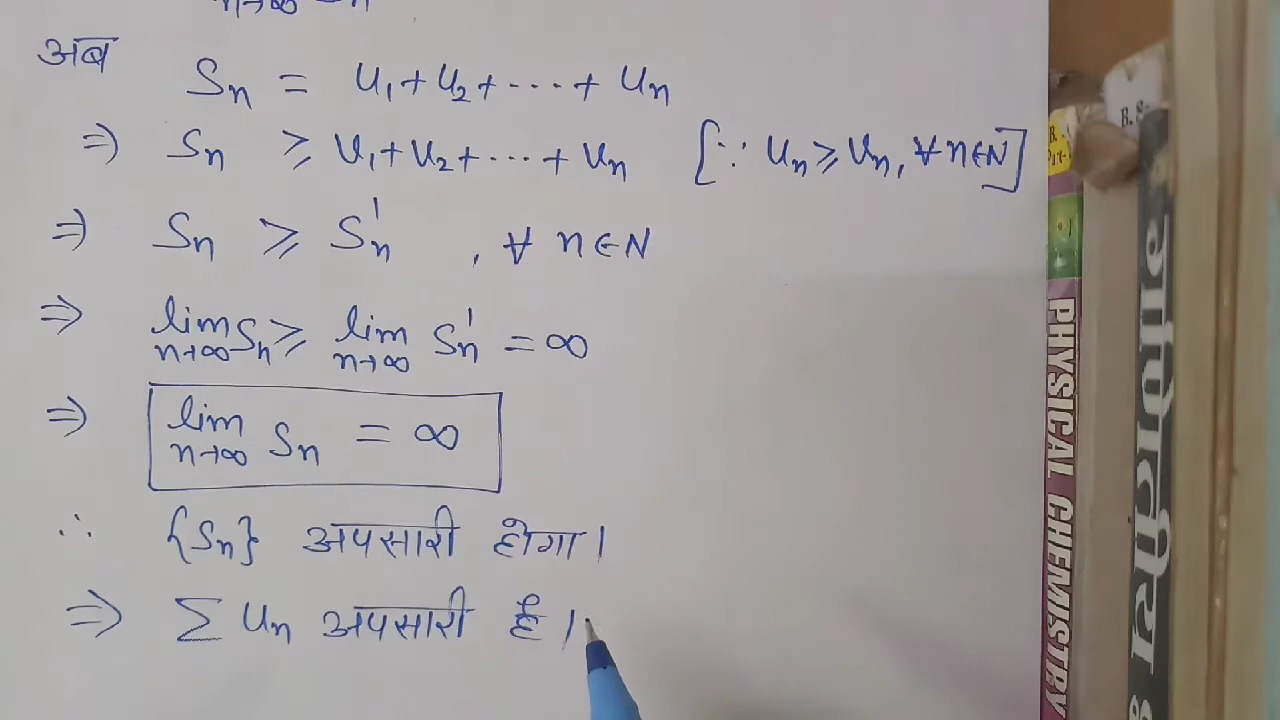 n→∞
अब Sn = U1 + U2 + ... + Un
⇒ Sn ≥ V1 + V2 + ... + Vn [∵ Un ≥ Vn, ∀ n∈N]
⇒ Sn ≥ S'n , ∀ n∈N
⇒ lim n→∞ Sn ≥ lim n→∞ S'n = ∞
⇒ lim n→∞ Sn = ∞
∴ {Sn} अपसारी होगा।
⇒ Σ Un अपसारी है।
PHYSICAL CHEMISTRY